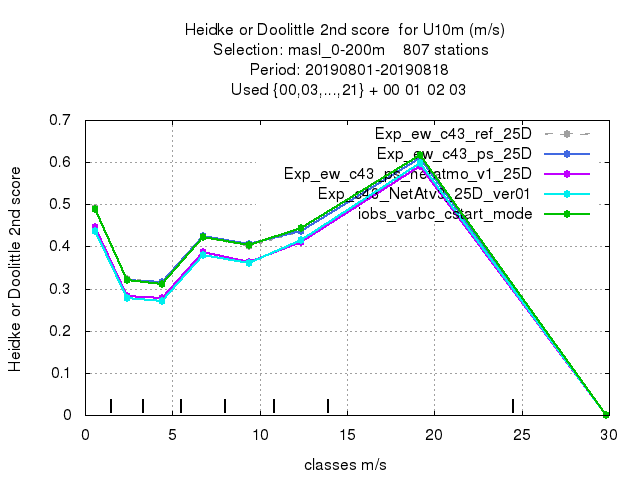 Heidke or Doolittle 2nd score  for U10m (m/s)
Selection: masl_0-200m    807 stations
Period: 20190801-20190818
Used {00,03,...,21} + 00 01 02 03
Exp_ew_c43_ref_25D
Exp_ew_c43_ps_25D
Exp_ew_c43_ps_netatmo_v1_25D
Exp_c43_NetAtvs_25D_ver01
iobs_varbc_cstart_mode
0.7
0.6
0.5
0.4
0.3
0.2
0.1
0
Heidke or Doolittle 2nd score
0 5 10 15 20 25 30
classes m/s